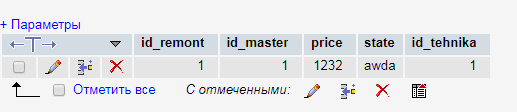 + Параметры
id_remont id_master price state id_tehnika
1 1 1232 awda 1
Отметить все С отмеченными: